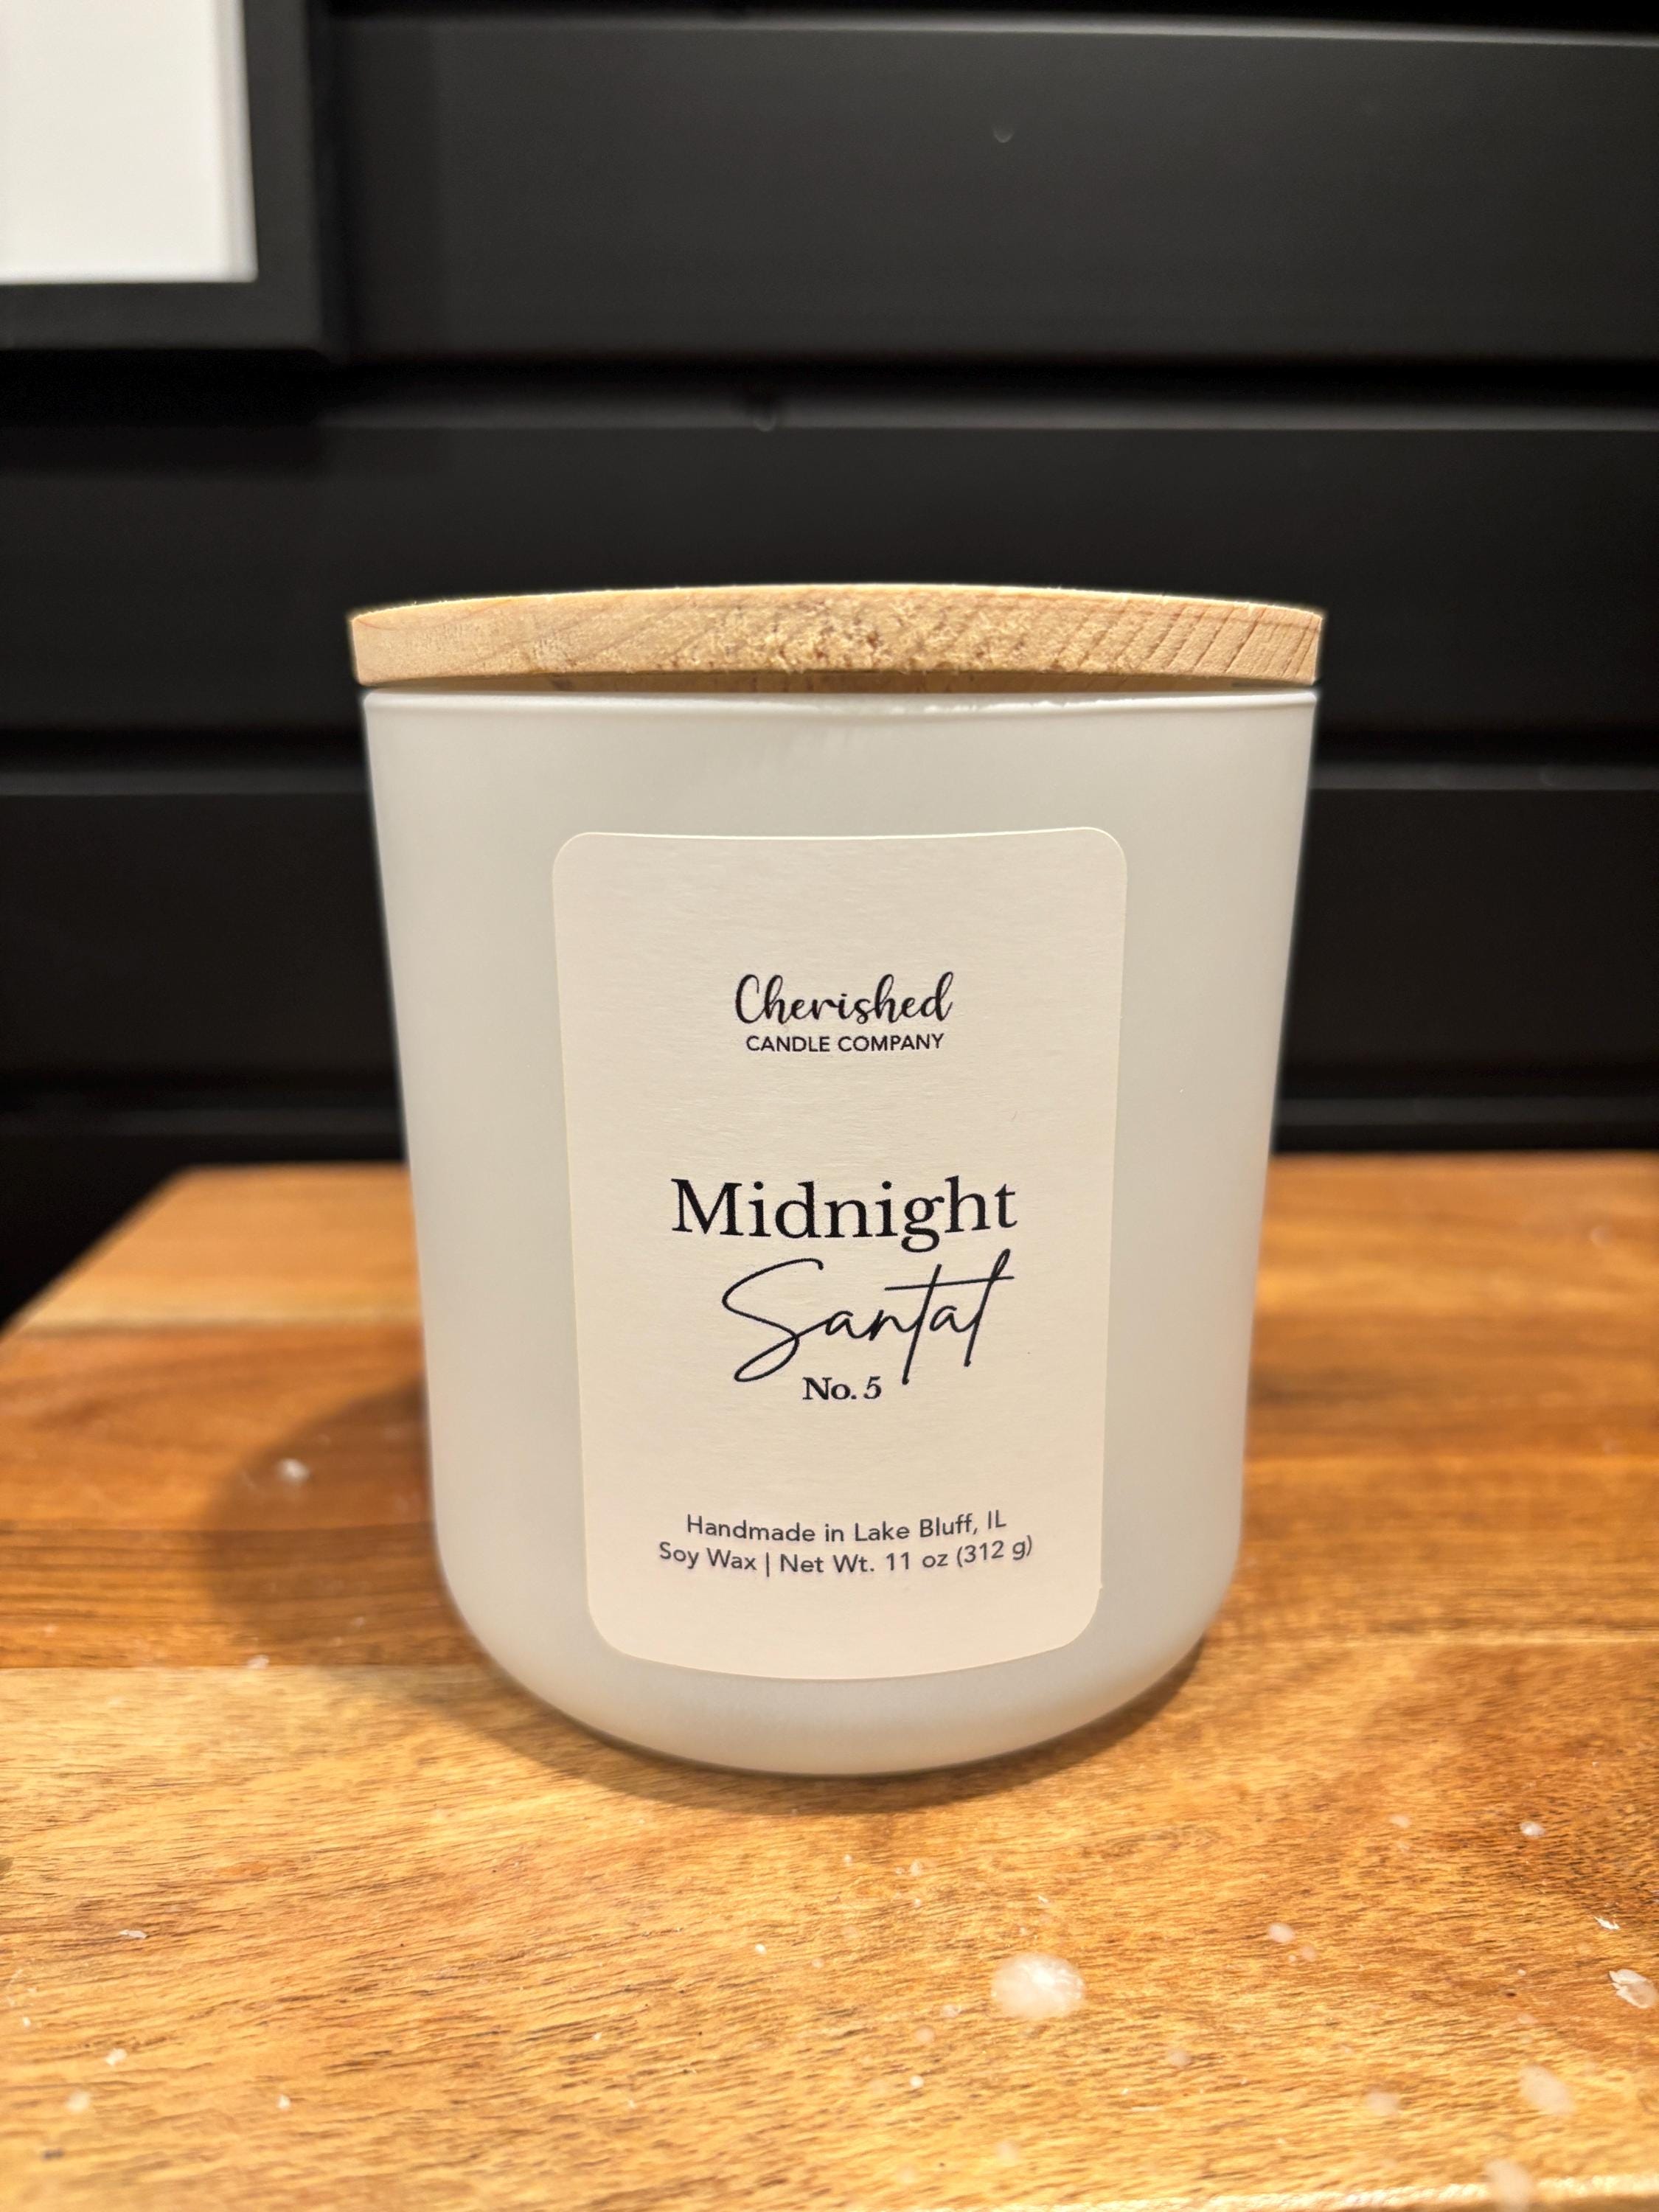 Cherished
CANDLE COMPANY
Midnight
Santal
No. 5
Handmade in Lake Bluff, IL
Soy Wax | Net Wt. 11 oz (312 g)